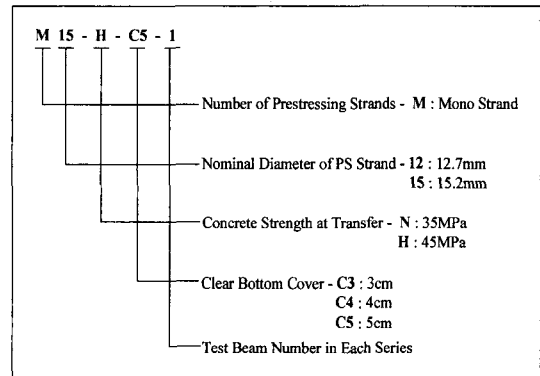 M 15 - H - C5 - 1
Number of Prestressing Strands - M : Mono Strand
Nominal Diameter of PS Strand - 12 : 12.7mm
15 : 15.2mm
Concrete Strength at Transfer - N : 35MPa
H : 45MPa
Clear Bottom Cover - C3 : 3cm
C4 : 4cm
C5 : 5cm
Test Beam Number in Each Series